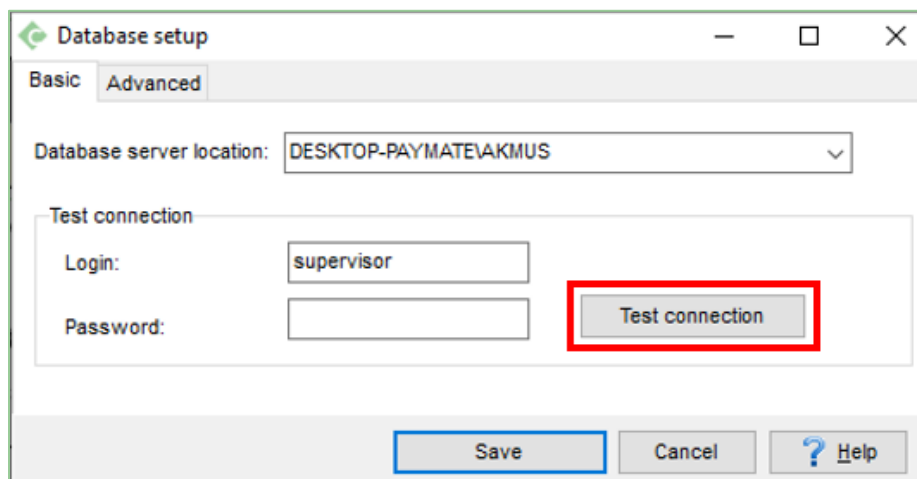 Database setup
Basic Advanced
Database server location: DESKTOP-PAYMATE\AKMUS
Test connection
Login: supervisor
Password: Test connection
Save Cancel ? Help